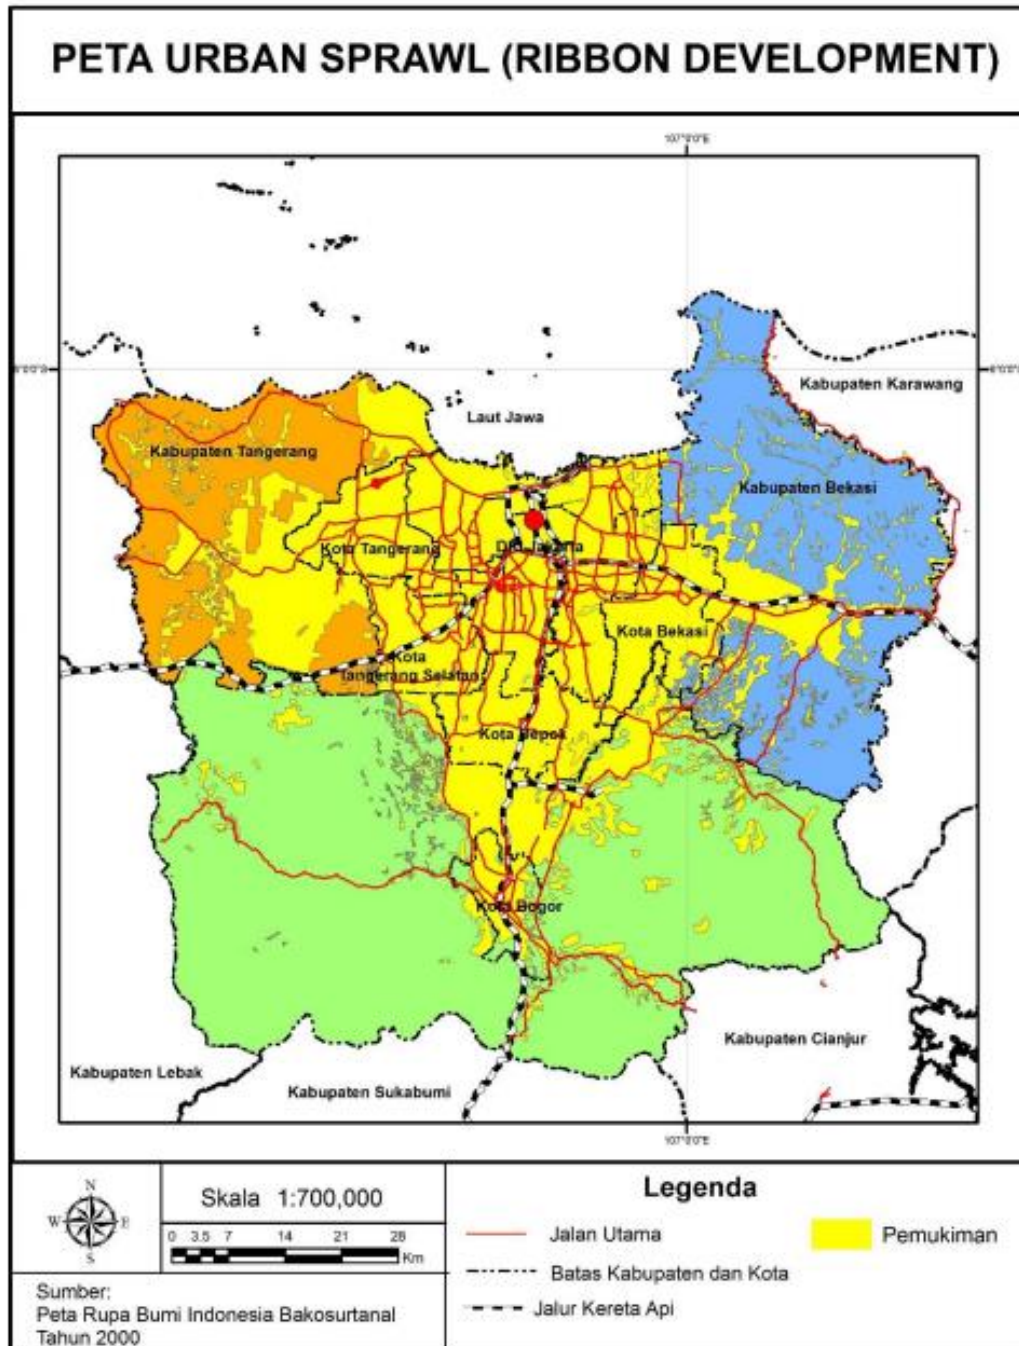 PETA URBAN SPRAWL (RIBBON DEVELOPMENT)
107°0'0"E
Kabupaten Karawang
Laut Jawa
Kabupaten Tangerang
Kabupaten Bekasi
Kota Tangerang
DKI Jakarta
Kota Bekasi
Kota
Tangerang Selatan
Kota Depok
Kota Bogor
Kabupaten Cianjur
Kabupaten Lebak
Kabupaten Sukabumi
107°0'0"E
N
W E
S
Skala 1:700,000
0 3.5 7 14 21 28
Km
Sumber:
Peta Rupa Bumi Indonesia Bakosurtanal
Tahun 2000
Legenda
Jalan Utama
Pemukiman
Batas Kabupaten dan Kota
Jalur Kereta Api